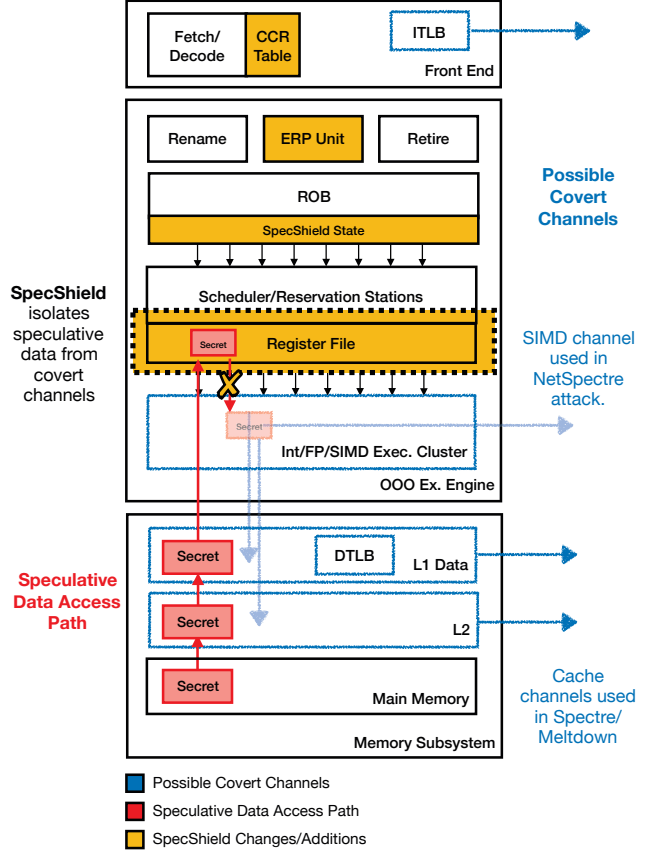 Fetch/
Decode
CCR
Table
ITLB
Front End
Rename
ERP Unit
Retire
ROB
SpecShield State
Possible
Covert
Channels
SpecShield
isolates
speculative
data from
covert
channels
Scheduler/Reservation Stations
Secret
Register File
SIMD channel
used in
NetSpectre
attack.
Secret
Int/FP/SIMD Exec. Cluster
OOO Ex. Engine
Speculative
Data Access
Path
Secret
DTLB
L1 Data
Secret
L2
Secret
Main Memory
Memory Subsystem
Cache
channels used
in Spectre/
Meltdown
Possible Covert Channels
Speculative Data Access Path
SpecShield Changes/Additions